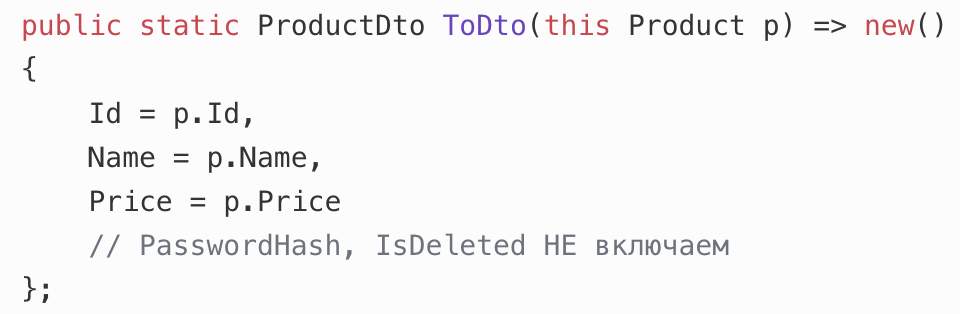 public static ProductDto ToDto(this Product p) => new()
{
    Id = p.Id,
    Name = p.Name,
    Price = p.Price
    // PasswordHash, IsDeleted НЕ включаем
};